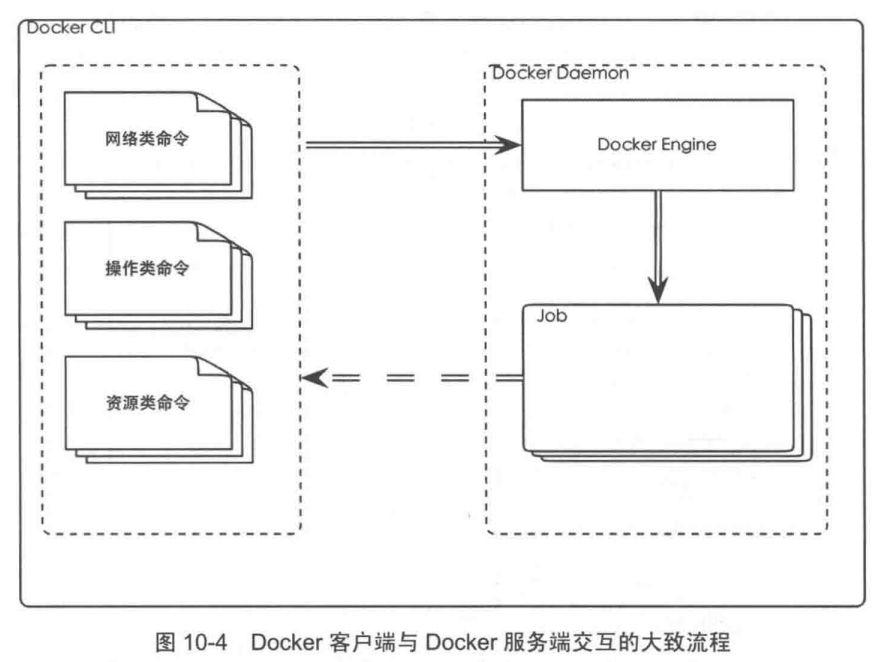 Docker CLI
Docker Daemon
网络类命令
Docker Engine
操作类命令
Job
资源类命令
图 10-4 Docker 客户端与 Docker 服务端交互的大致流程